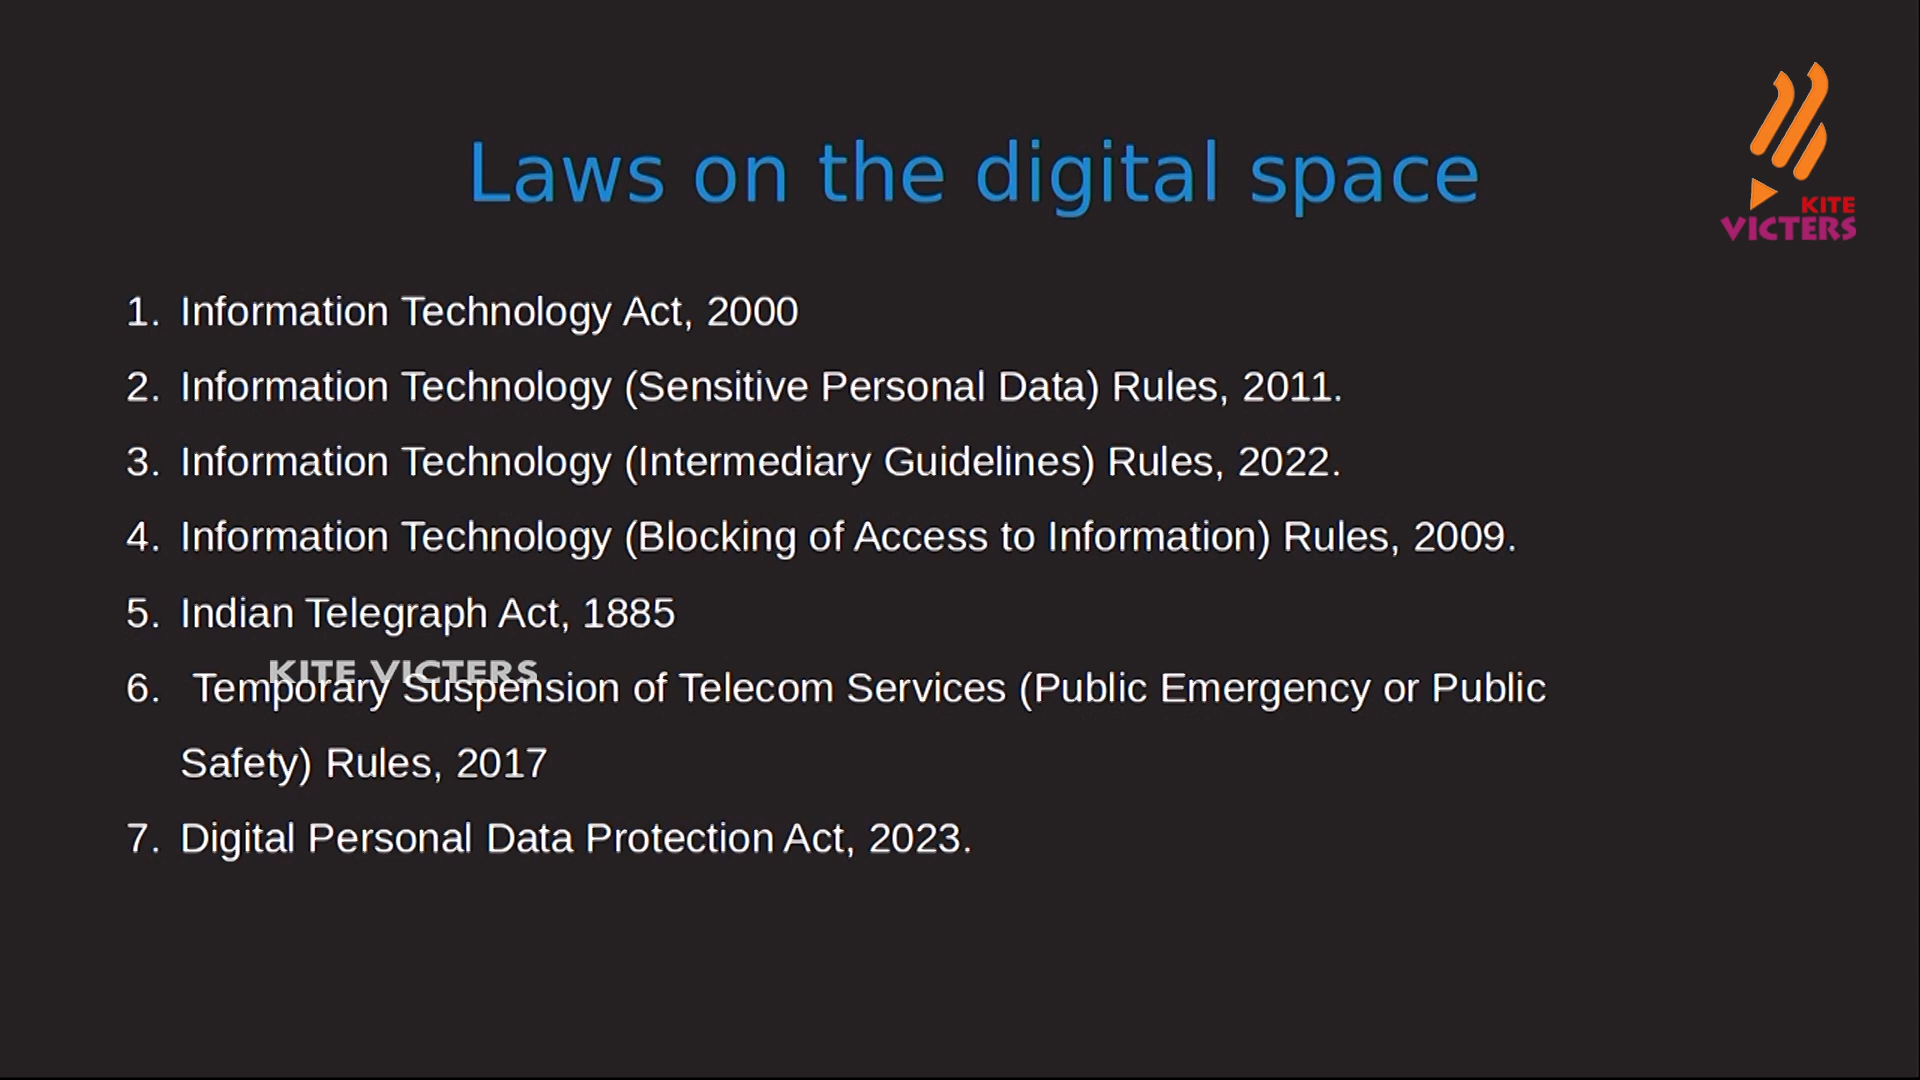 Laws on the digital space
KITE
VICTERS
1. Information Technology Act, 2000
2. Information Technology (Sensitive Personal Data) Rules, 2011.
3. Information Technology (Intermediary Guidelines) Rules, 2022.
4. Information Technology (Blocking of Access to Information) Rules, 2009.
5. Indian Telegraph Act, 1885
KITE VICTERS
6. Temporary Suspension of Telecom Services (Public Emergency or Public
Safety) Rules, 2017
7. Digital Personal Data Protection Act, 2023.